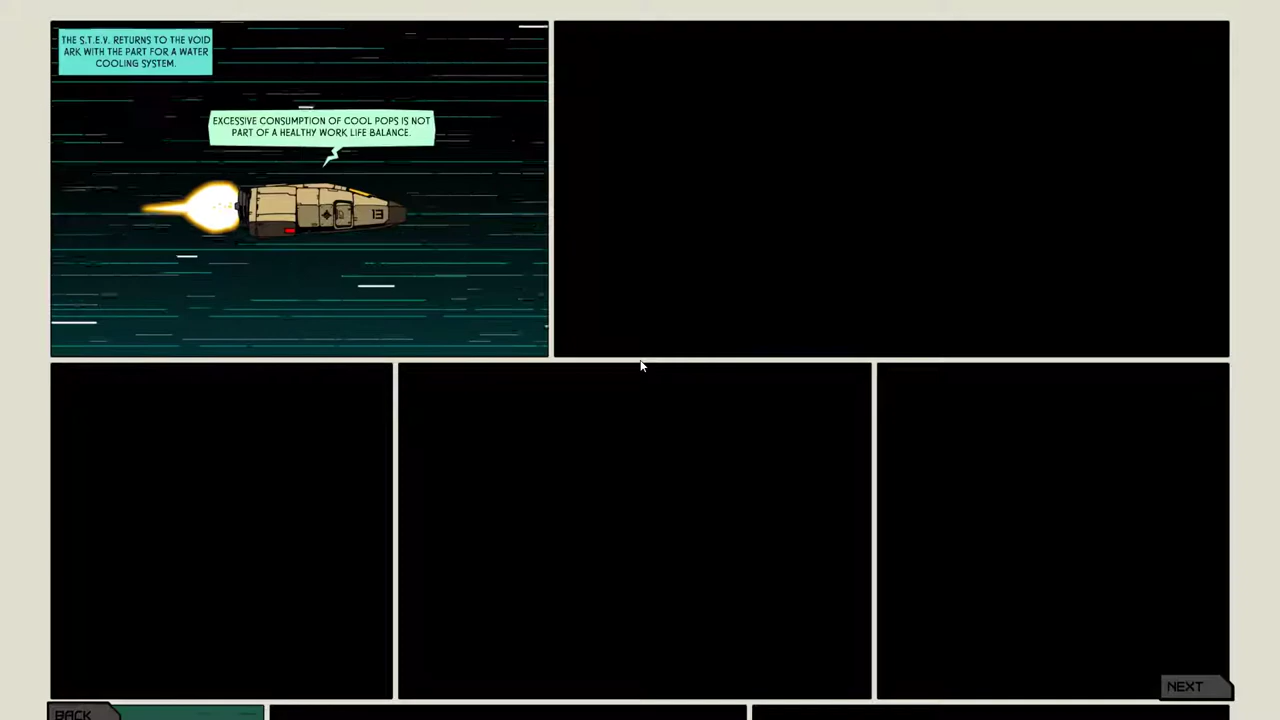 THE S.T.E.V. RETURNS TO THE VOID
ARK WITH THE PART FOR A WATER
COOLING SYSTEM.
EXCESSIVE CONSUMPTION OF COOL POPS IS NOT
PART OF A HEALTHY WORK LIFE BALANCE.
13
NEXT
BACK